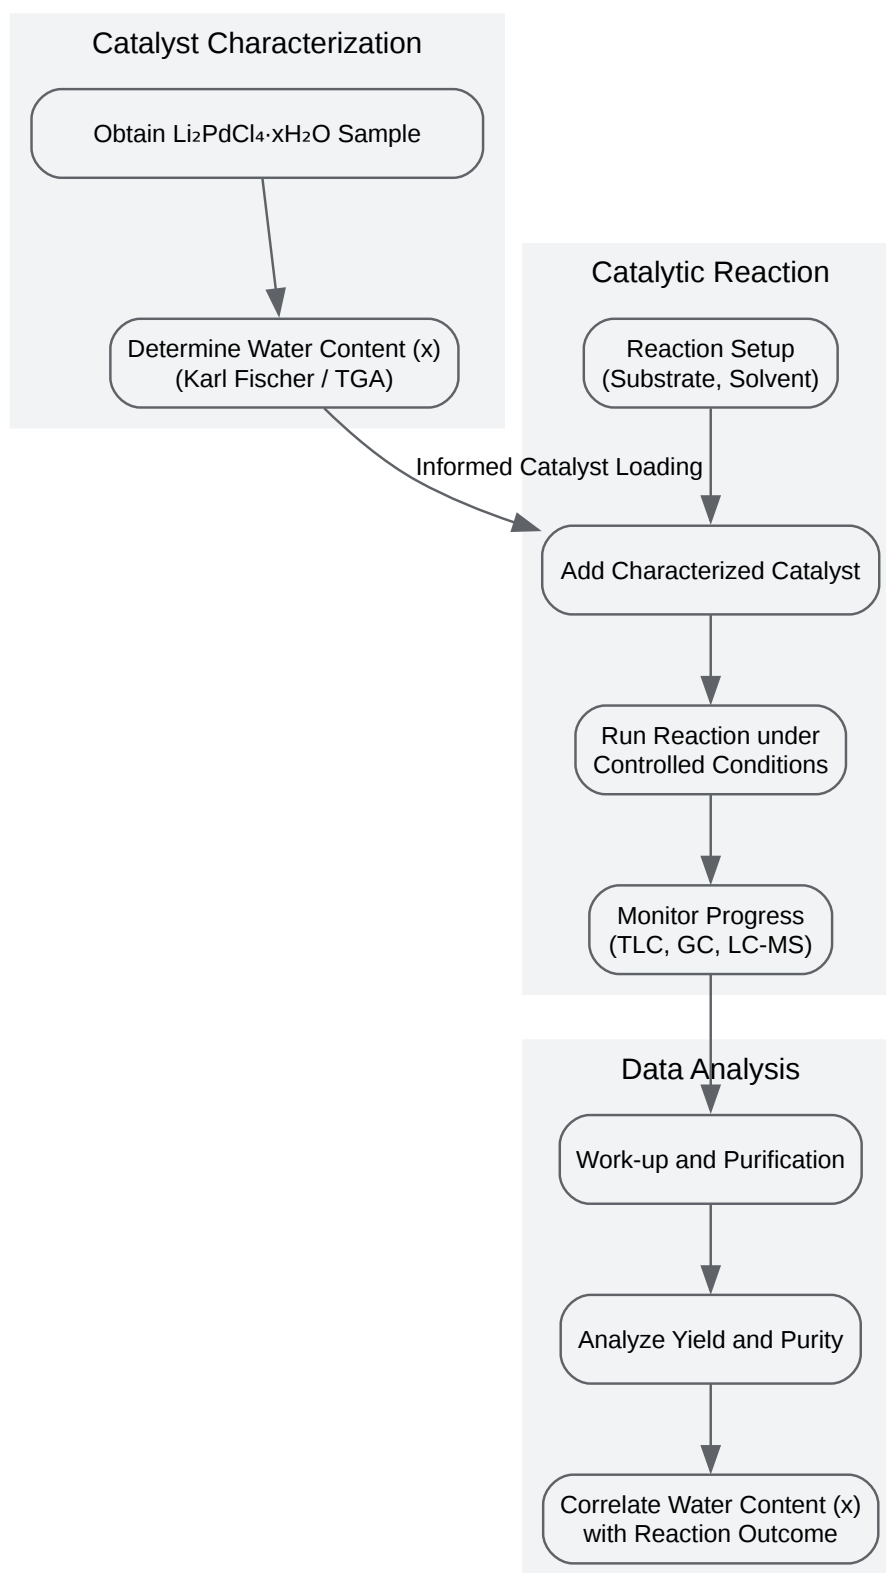 Catalyst Characterization
Obtain Li₂PdCl₄·xH₂O Sample
Determine Water Content (x)
(Karl Fischer / TGA)
Catalytic Reaction
Reaction Setup
(Substrate, Solvent)
Informed Catalyst Loading
Add Characterized Catalyst
Run Reaction under
Controlled Conditions
Monitor Progress
(TLC, GC, LC-MS)
Data Analysis
Work-up and Purification
Analyze Yield and Purity
Correlate Water Content (x)
with Reaction Outcome